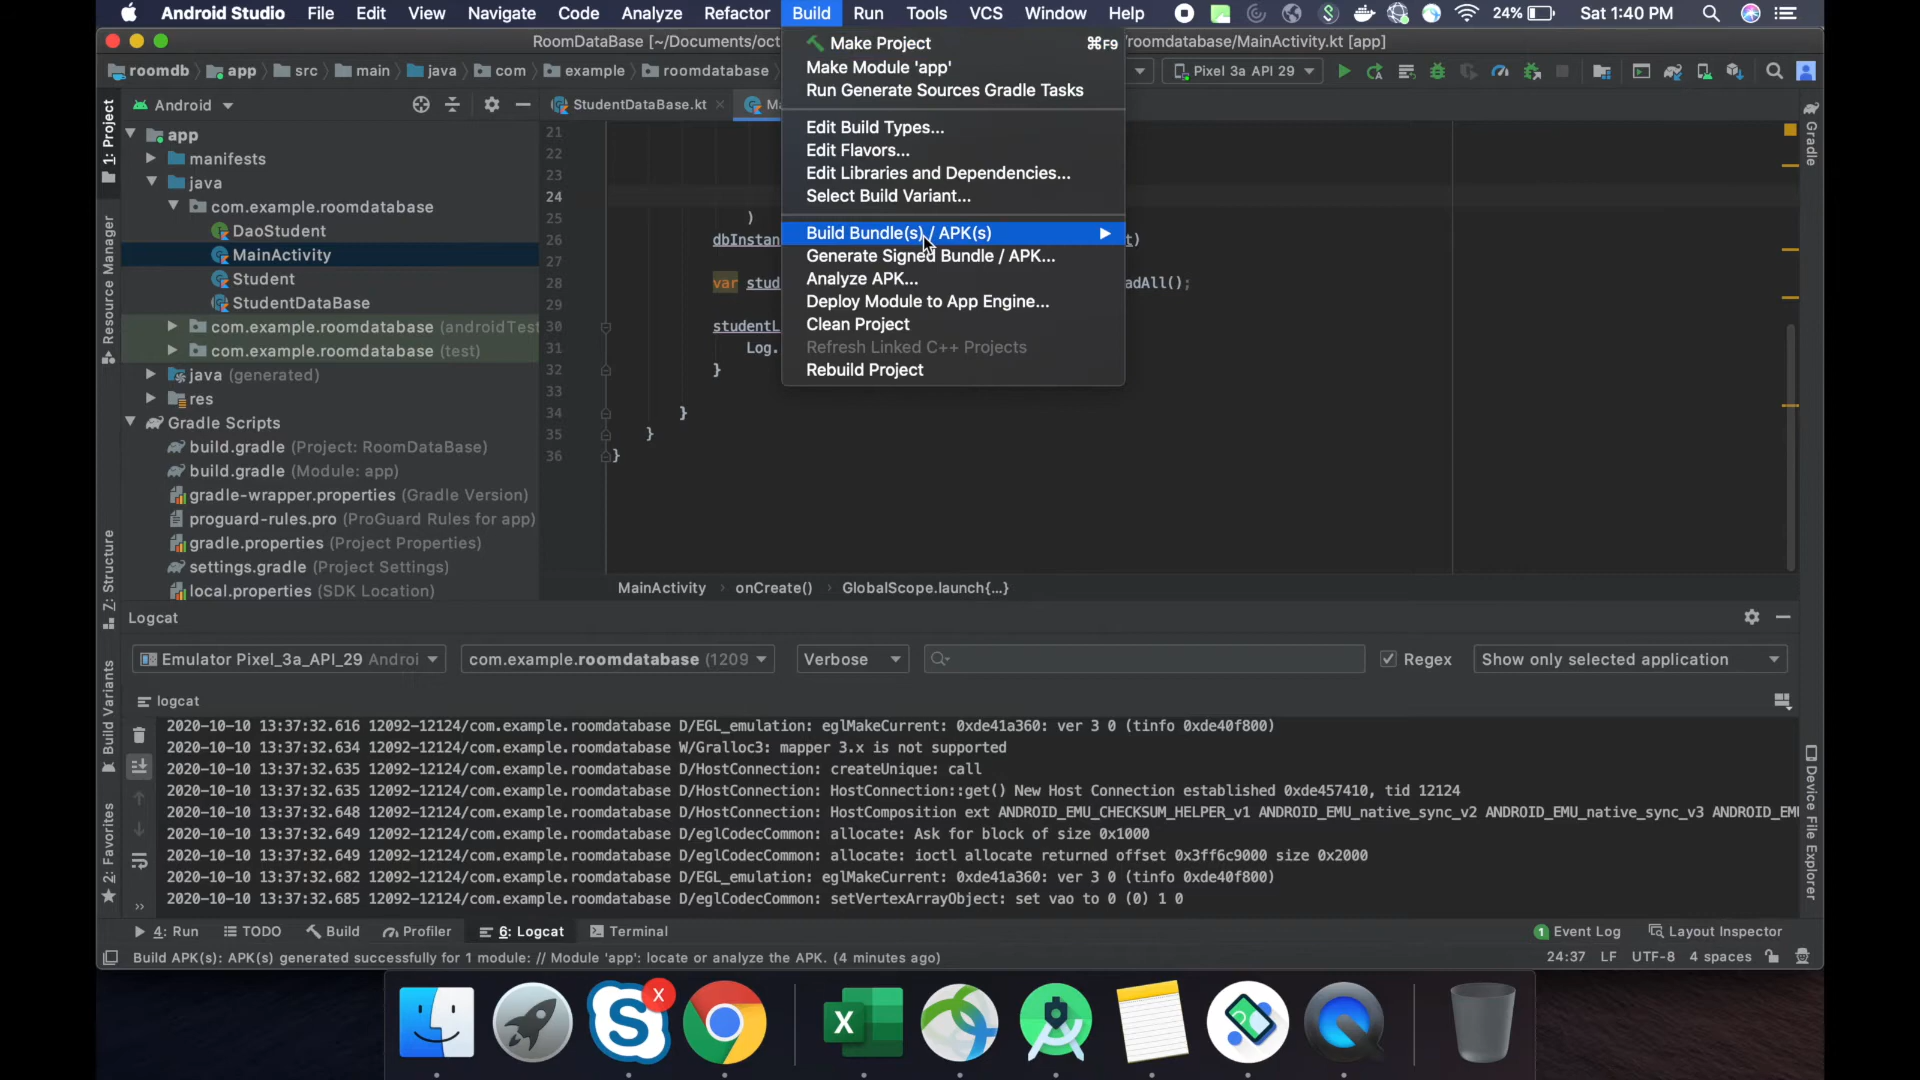 Android Studio File Edit View Navigate Code Analyze Refactor Build Run Tools VCS Window Help 24% Sat 1:40 PM
RoomDataBase [~/Documents/oct /roomdatabase/MainActivity.kt [app]
roomdb app src main java com example roomdatabase Pixel 3a API 29
Android StudentDataBase.kt Ma
Make Project ⌘F9
Make Module 'app'
Run Generate Sources Gradle Tasks
Edit Build Types...
Edit Flavors...
Edit Libraries and Dependencies...
Select Build Variant...
Build Bundle(s) / APK(s)
Generate Signed Bundle / APK...
Analyze APK...
Deploy Module to App Engine...
Clean Project
Refresh Linked C++ Projects
Rebuild Project
1: Project
Resource Manager
Z: Structure
Build Variants
2: Favorites
app
manifests
java
com.example.roomdatabase
DaoStudent
MainActivity
Student
StudentDataBase
com.example.roomdatabase (androidTest
com.example.roomdatabase (test)
java (generated)
res
Gradle Scripts
build.gradle (Project: RoomDataBase)
build.gradle (Module: app)
gradle-wrapper.properties (Gradle Version)
proguard-rules.pro (ProGuard Rules for app)
gradle.properties (Project Properties)
settings.gradle (Project Settings)
local.properties (SDK Location)
21
22
23
24
25 )
26 dbInstan t)
27
28 var stud adAll();
29
30 studentL
31 Log.
32 }
33
34 }
35 }
36 }
Gradle
Device File Explorer
MainActivity › onCreate() › GlobalScope.launch{...}
Logcat
Emulator Pixel_3a_API_29 Androi com.example.roomdatabase (1209 Verbose Regex Show only selected application
logcat
2020-10-10 13:37:32.616 12092-12124/com.example.roomdatabase D/EGL_emulation: eglMakeCurrent: 0xde41a360: ver 3 0 (tinfo 0xde40f800)
2020-10-10 13:37:32.634 12092-12124/com.example.roomdatabase W/Gralloc3: mapper 3.x is not supported
2020-10-10 13:37:32.635 12092-12124/com.example.roomdatabase D/HostConnection: createUnique: call
2020-10-10 13:37:32.635 12092-12124/com.example.roomdatabase D/HostConnection: HostConnection::get() New Host Connection established 0xde457410, tid 12124
2020-10-10 13:37:32.648 12092-12124/com.example.roomdatabase D/HostConnection: HostComposition ext ANDROID_EMU_CHECKSUM_HELPER_v1 ANDROID_EMU_native_sync_v2 ANDROID_EMU_native_sync_v3 ANDROID_EMU
2020-10-10 13:37:32.649 12092-12124/com.example.roomdatabase D/eglCodecCommon: allocate: Ask for block of size 0x1000
2020-10-10 13:37:32.649 12092-12124/com.example.roomdatabase D/eglCodecCommon: allocate: ioctl allocate returned offset 0x3ff6c9000 size 0x2000
2020-10-10 13:37:32.682 12092-12124/com.example.roomdatabase D/EGL_emulation: eglMakeCurrent: 0xde41a360: ver 3 0 (tinfo 0xde40f800)
2020-10-10 13:37:32.685 12092-12124/com.example.roomdatabase D/eglCodecCommon: setVertexArrayObject: set vao to 0 (0) 1 0
4: Run TODO Build Profiler 6: Logcat Terminal 1 Event Log Layout Inspector
Build APK(s): APK(s) generated successfully for 1 module: // Module 'app': locate or analyze the APK. (4 minutes ago) 24:37 LF UTF-8 4 spaces
S X X